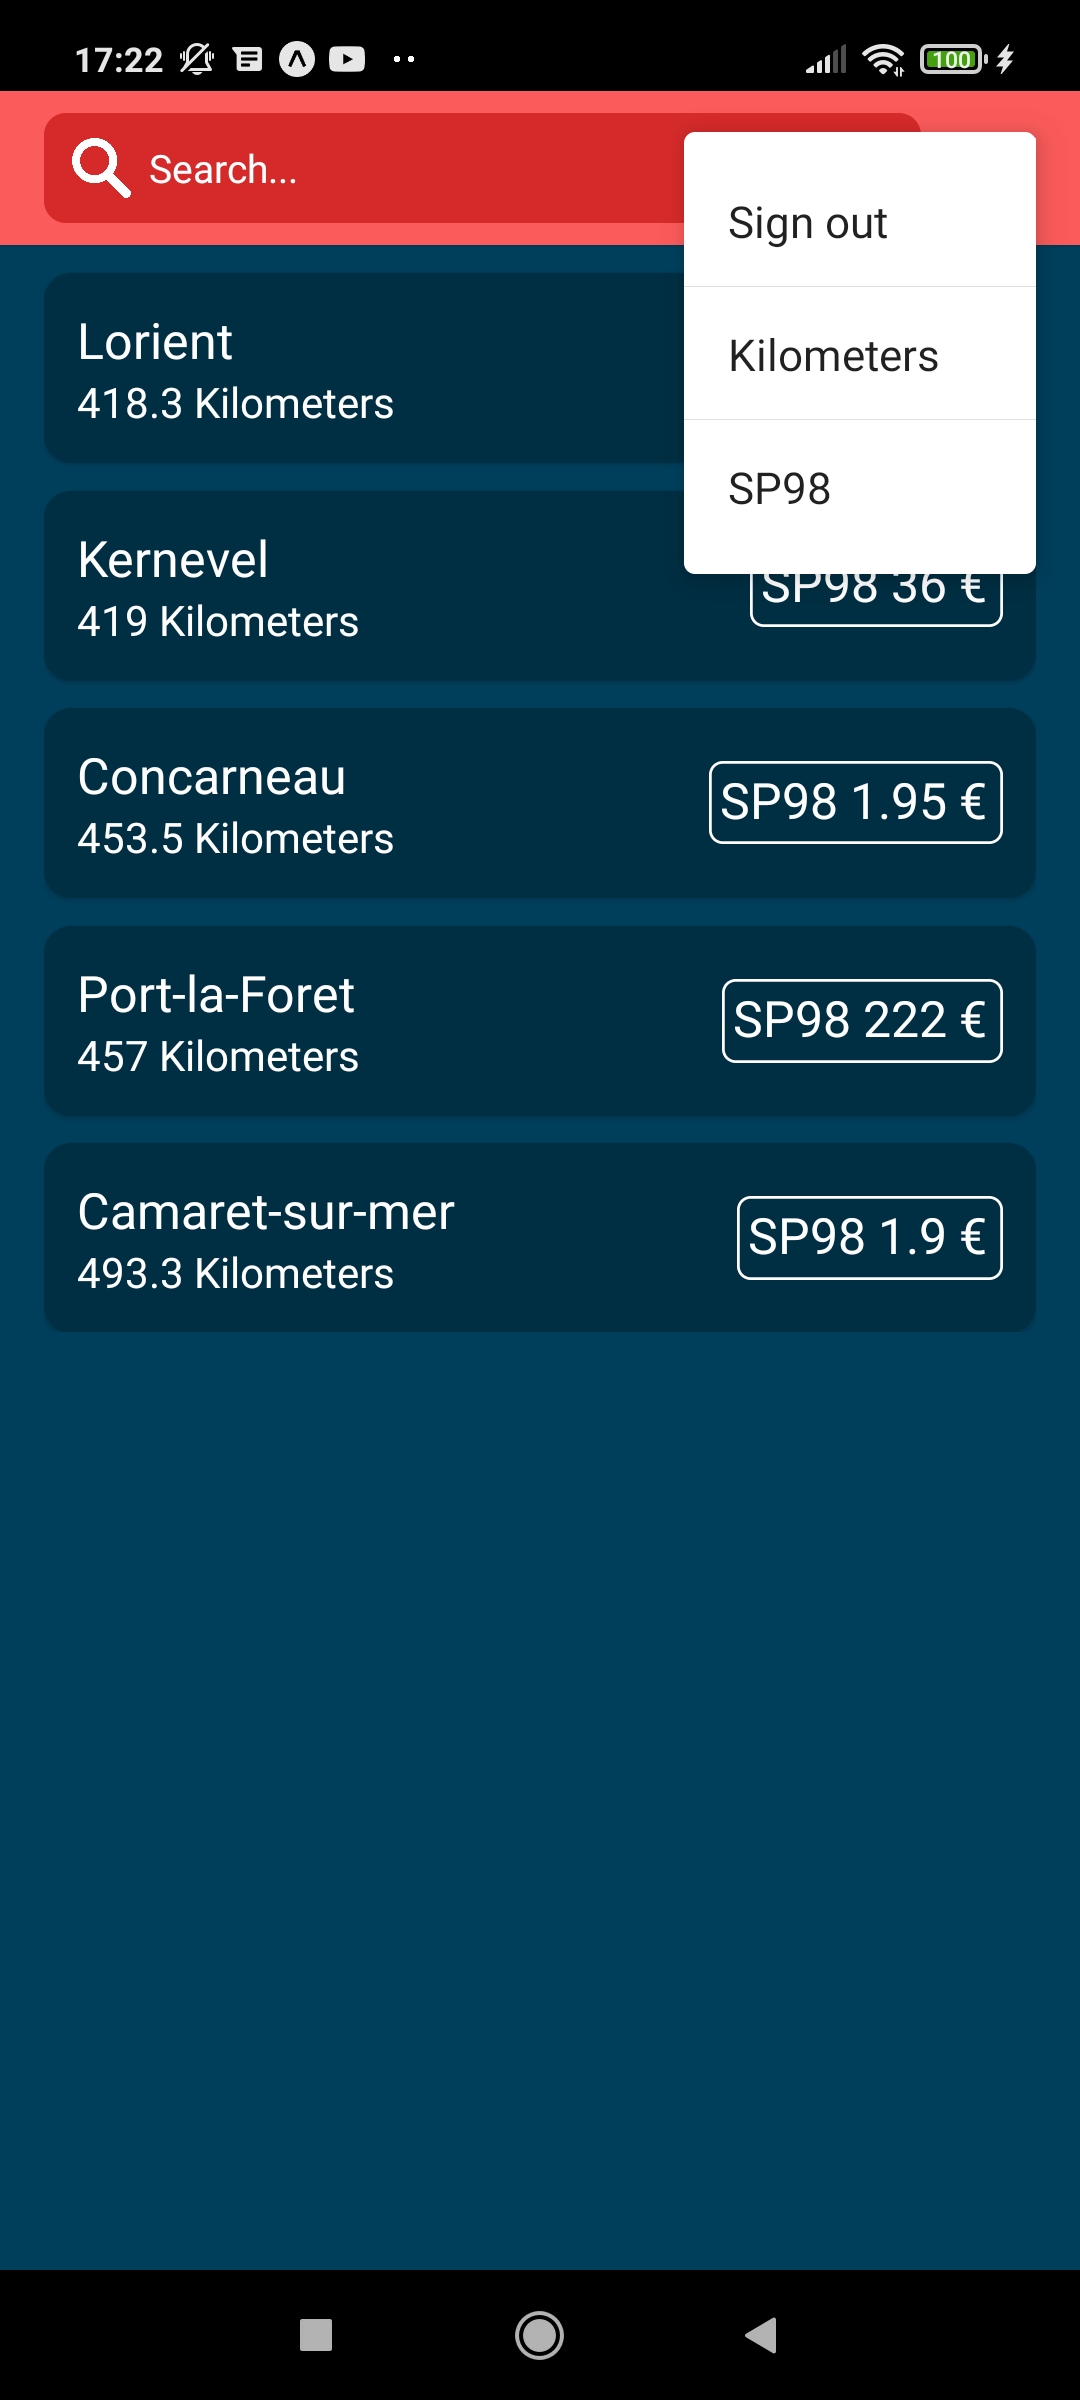 17:22
100
Search...
Sign out
Kilometers
SP98
Lorient
418.3 Kilometers
Kernevel
419 Kilometers
SP98 36 €
Concarneau
453.5 Kilometers
SP98 1.95 €
Port-la-Foret
457 Kilometers
SP98 222 €
Camaret-sur-mer
493.3 Kilometers
SP98 1.9 €